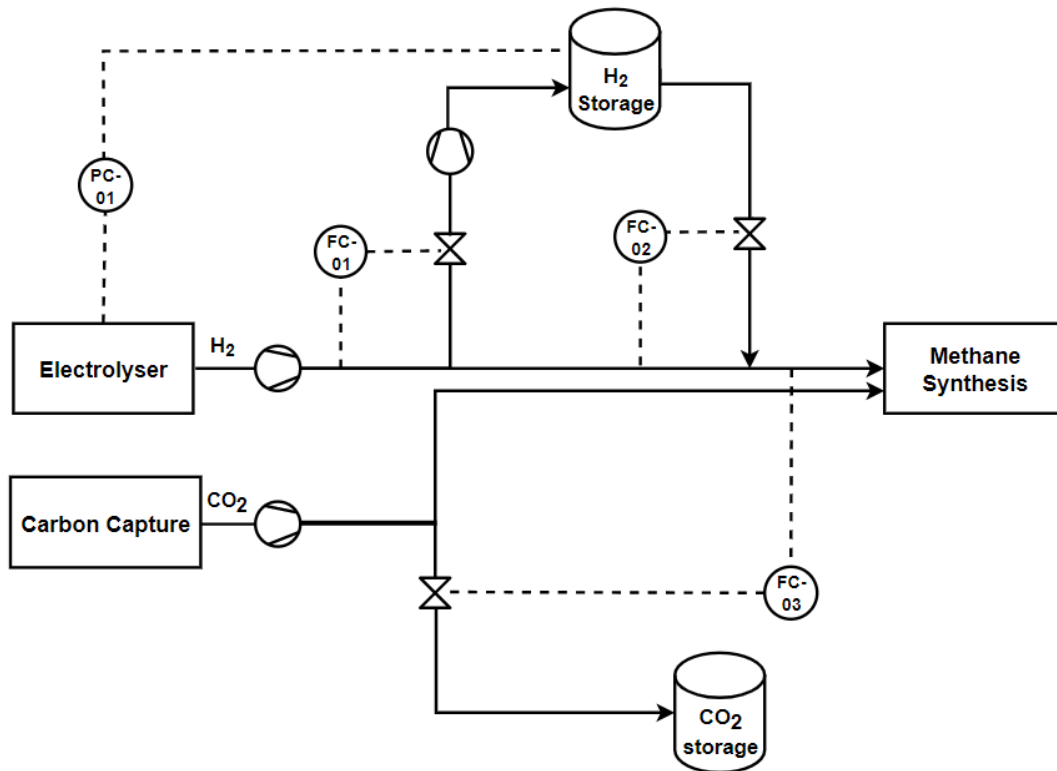 H2
Storage
PC-
01
FC-
01
FC-
02
H2
Electrolyser
Methane
Synthesis
CO2
Carbon Capture
FC-
03
CO2
storage